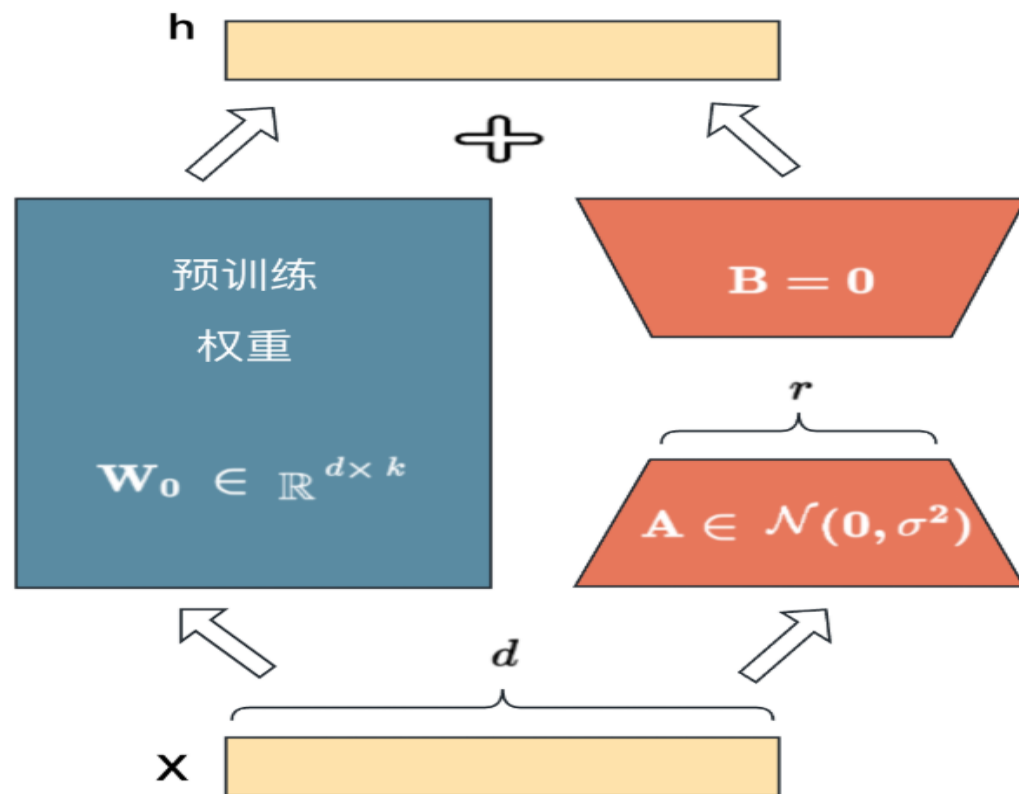 h
预训练
权重
W₀ ∈ ℝ^{d× k}
B = 0
r
A ∈ 𝒩(0, σ²)
d
x